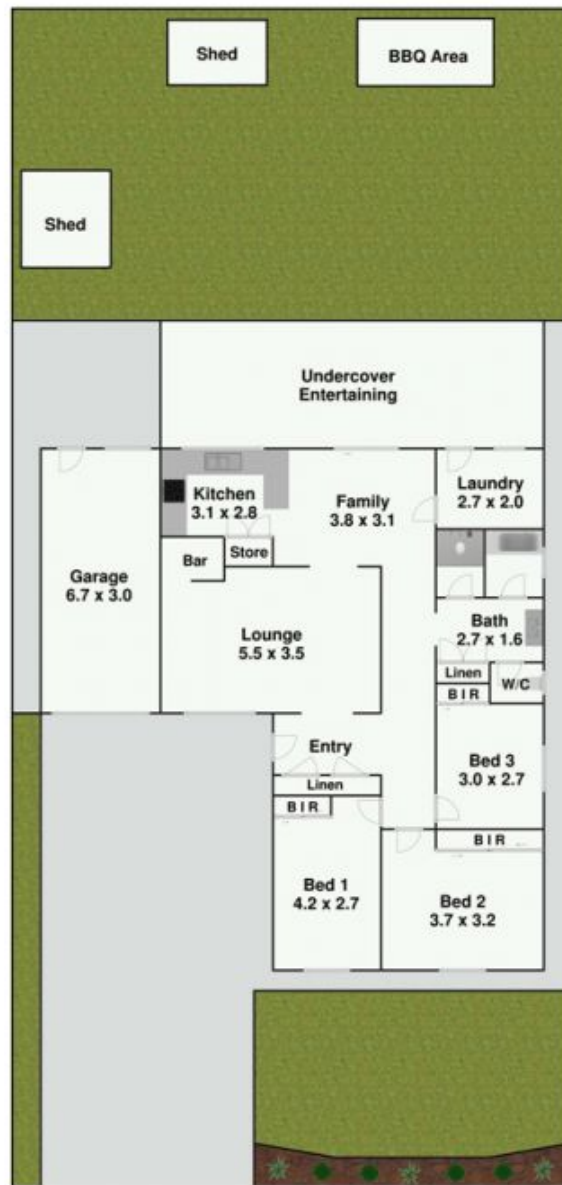 Shed
BBQ Area
Shed
Undercover
Entertaining
Kitchen
3.1 x 2.8
Family
3.8 x 3.1
Laundry
2.7 x 2.0
Bar
Store
Garage
6.7 x 3.0
Lounge
5.5 x 3.5
Bath
2.7 x 1.6
Linen
W/C
B I R
Entry
Bed 3
3.0 x 2.7
Linen
B I R
B I R
Bed 1
4.2 x 2.7
Bed 2
3.7 x 3.2